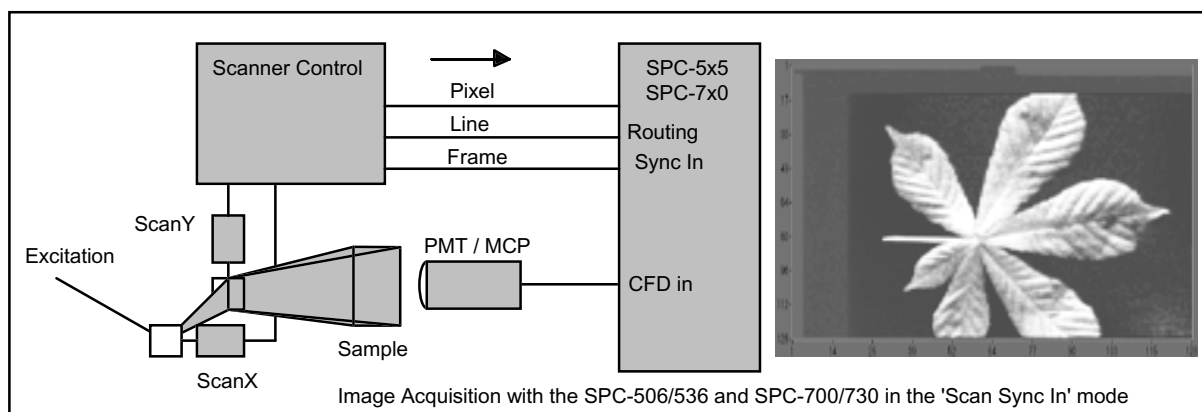 Scanner Control
Pixel
Line
Frame
SPC-5x5
SPC-7x0
Routing
Sync In
ScanY
Excitation
PMT / MCP
CFD in
Sample
ScanX
Image Acquisition with the SPC-506/536 and SPC-700/730 in the 'Scan Sync In' mode